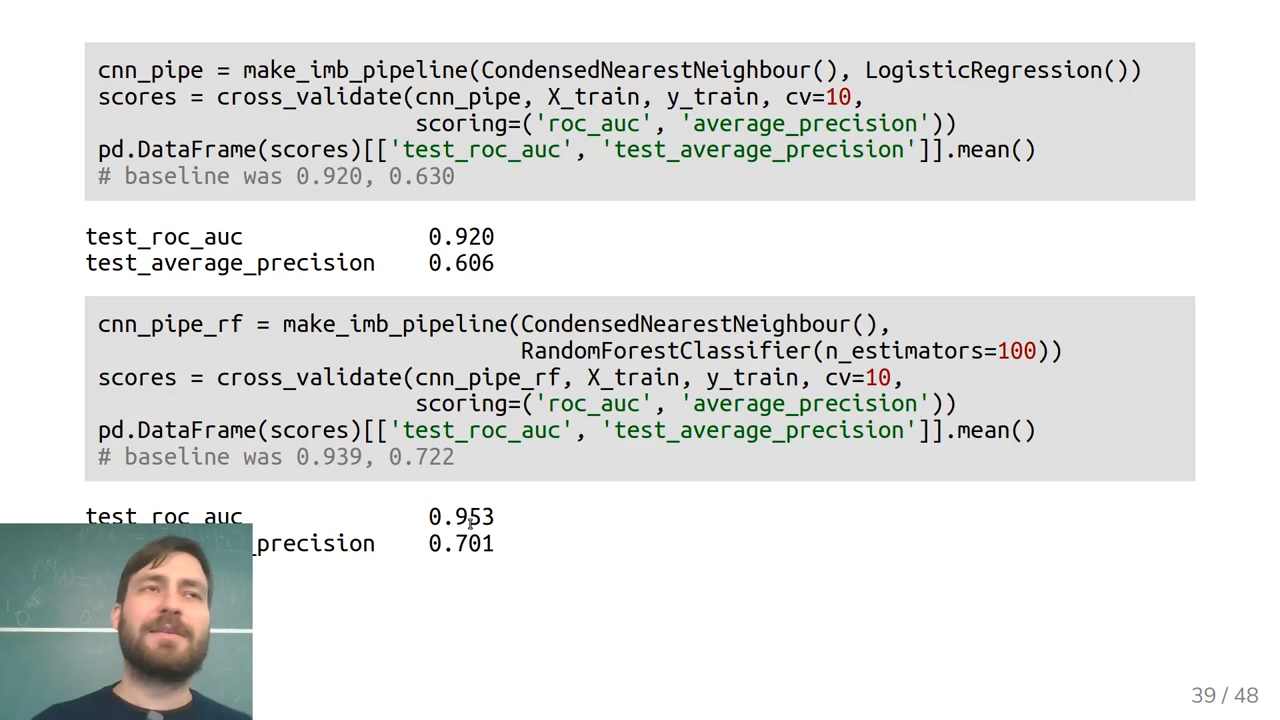 cnn_pipe = make_imb_pipeline(CondensedNearestNeighbour(), LogisticRegression())
scores = cross_validate(cnn_pipe, X_train, y_train, cv=10,
scoring=('roc_auc', 'average_precision'))
pd.DataFrame(scores)[['test_roc_auc', 'test_average_precision']].mean()
# baseline was 0.920, 0.630
test_roc_auc 0.920
test_average_precision 0.606
cnn_pipe_rf = make_imb_pipeline(CondensedNearestNeighbour(),
RandomForestClassifier(n_estimators=100))
scores = cross_validate(cnn_pipe_rf, X_train, y_train, cv=10,
scoring=('roc_auc', 'average_precision'))
pd.DataFrame(scores)[['test_roc_auc', 'test_average_precision']].mean()
# baseline was 0.939, 0.722
test_roc_auc 0.953
_precision 0.701
39 / 48